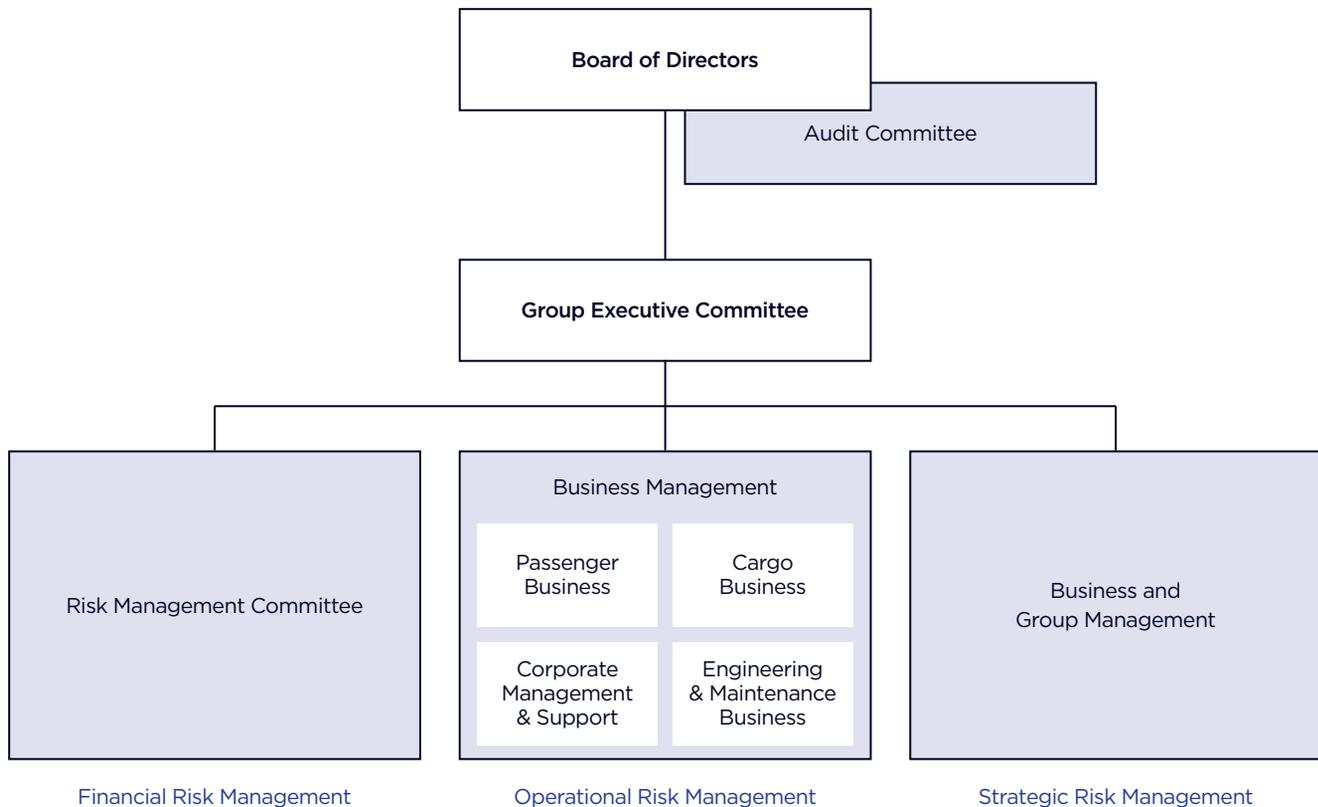 Board of Directors
Audit Committee
Group Executive Committee
Risk Management Committee
Business Management
Passenger
Business
Cargo
Business
Corporate
Management
& Support
Engineering
& Maintenance
Business
Business and
Group Management
Financial Risk Management
Operational Risk Management
Strategic Risk Management